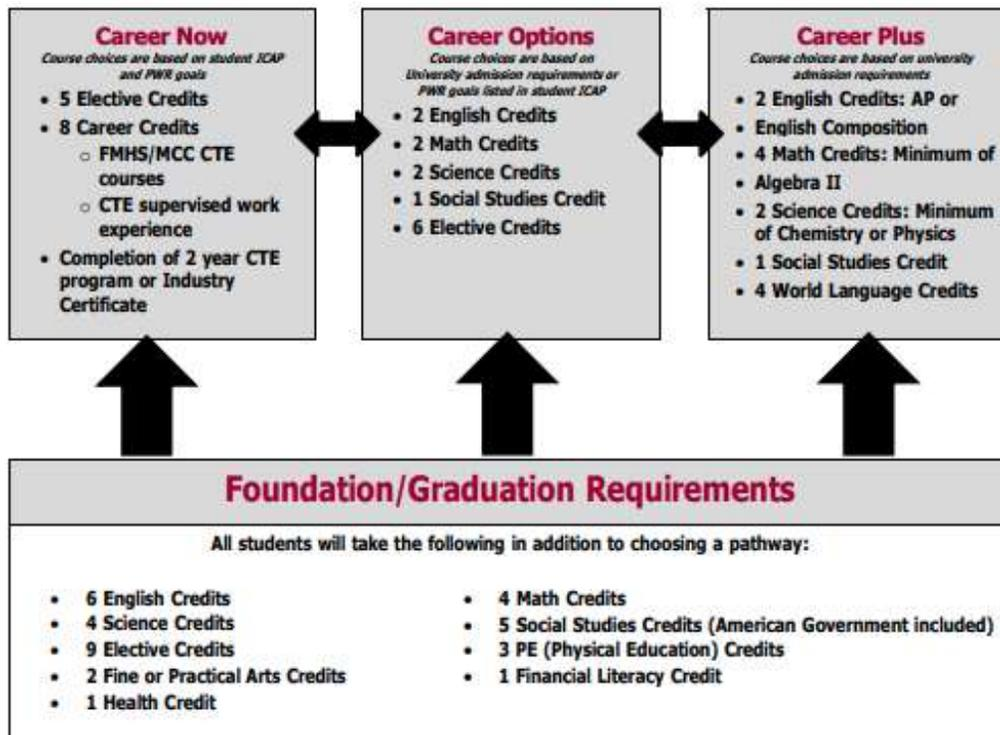 Career Now
Course choices are based on student ICAP
and PWR goals
• 5 Elective Credits
• 8 Career Credits
○ FMHS/MCC CTE
courses
○ CTE supervised work
experience
• Completion of 2 year CTE
program or Industry
Certificate
Career Options
Course choices are based on
University admission requirements or
PWR goals listed in student ICAP
• 2 English Credits
• 2 Math Credits
• 2 Science Credits
• 1 Social Studies Credit
• 6 Elective Credits
Career Plus
Course choices are based on university
admission requirements
• 2 English Credits: AP or
• English Composition
• 4 Math Credits: Minimum of
• Algebra II
• 2 Science Credits: Minimum
of Chemistry or Physics
• 1 Social Studies Credit
• 4 World Language Credits
Foundation/Graduation Requirements
All students will take the following in addition to choosing a pathway:
• 6 English Credits
• 4 Science Credits
• 9 Elective Credits
• 2 Fine or Practical Arts Credits
• 1 Health Credit
• 4 Math Credits
• 5 Social Studies Credits (American Government included)
• 3 PE (Physical Education) Credits
• 1 Financial Literacy Credit